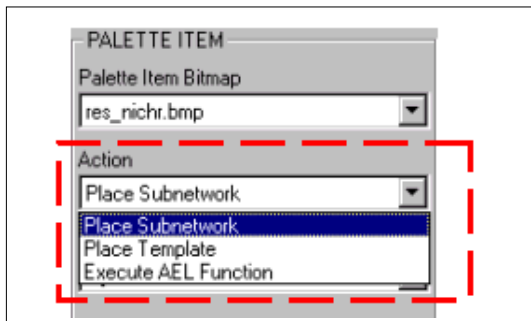 PALETTE ITEM
Palette Item Bitmap
res_nichr.bmp
Action
Place Subnetwork
Place Subnetwork
Place Template
Execute AEL Function